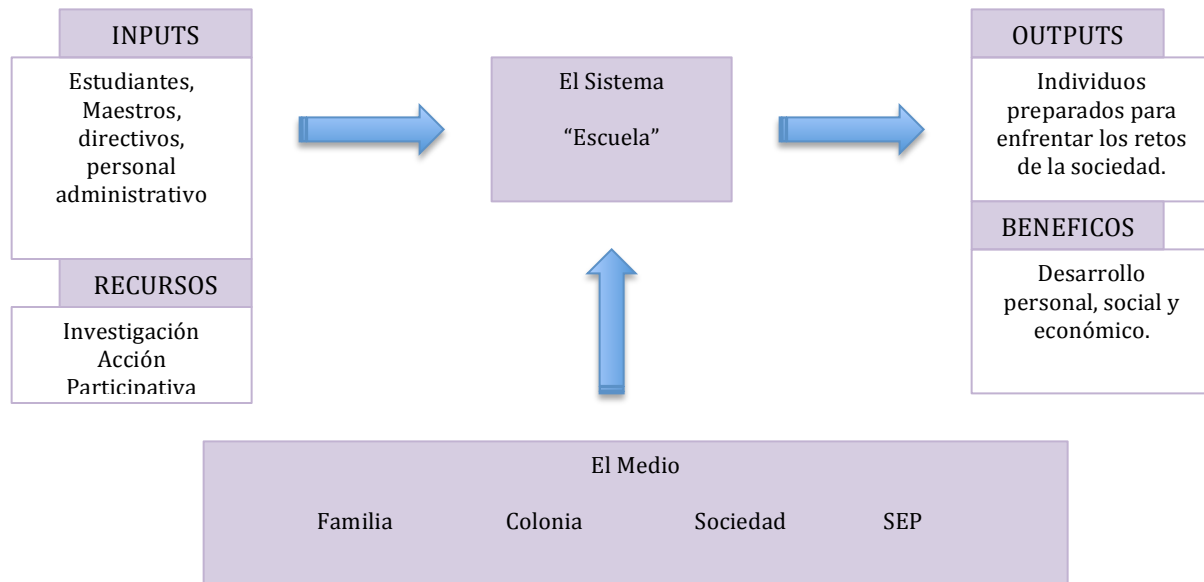 INPUTS
Estudiantes,
Maestros,
directivos,
personal
administrativo
RECURSOS
Investigación
Acción
Participativa
El Sistema
“Escuela”
OUTPUTS
Individuos
preparados para
enfrentar los retos
de la sociedad.
BENEFICOS
Desarrollo
personal, social y
económico.
El Medio
Familia Colonia Sociedad SEP